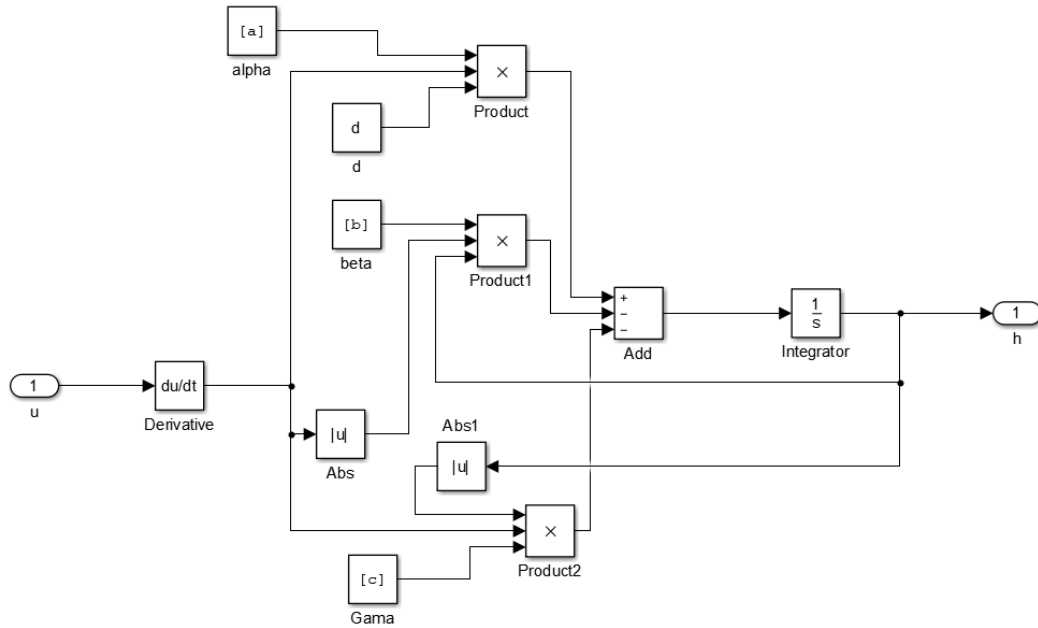 [a]
alpha
×
Product
d
d
[b]
beta
×
Product1
+
−
−
Add
1
s
Integrator
1
h
1
u
du/dt
Derivative
|u|
Abs
Abs1
|u|
×
Product2
[c]
Gama